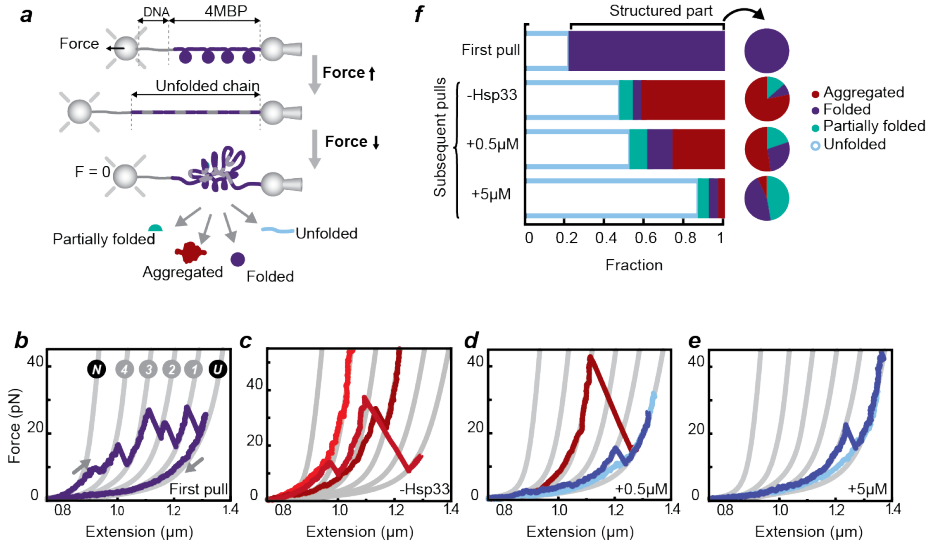 a
DNA
4MBP
Force
Force ↑
Unfolded chain
Force ↓
F = 0
Partially folded
Unfolded
Aggregated
Folded
f
Structured part
First pull
Subsequent pulls
-Hsp33
+0.5µM
+5µM
Aggregated
Folded
Partially folded
Unfolded
0 0.2 0.4 0.6 0.8 1
Fraction
b
N 4 3 2 1 U
Force (pN)
40
20
0
First pull
0.8 1.0 1.2 1.4
Extension (µm)
c
40
20
0
-Hsp33
0.8 1.0 1.2 1.4
Extension (µm)
d
40
20
0
+0.5µM
0.8 1.0 1.2 1.4
Extension (µm)
e
40
20
0
+5µM
0.8 1.0 1.2 1.4
Extension (µm)